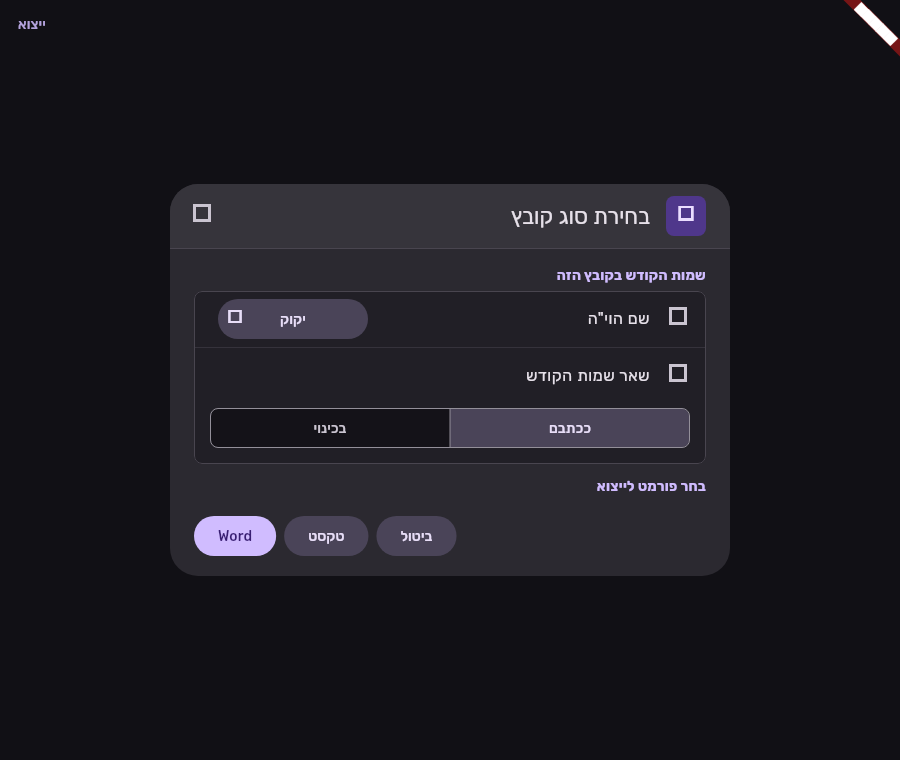 ייצוא
בחירת סוג קובץ
שמות הקודש בקובץ הזה
שם הוי"ה
יקוק
שאר שמות הקודש
ככתבם
בכינוי
בחר פורמט לייצוא
ביטול
טקסט
Word